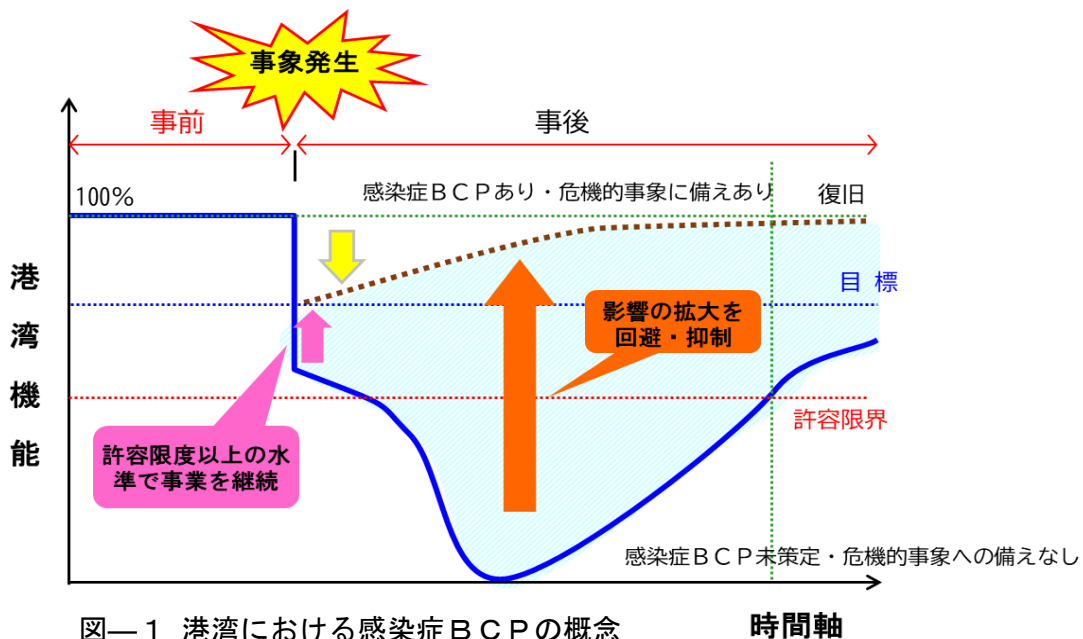 事象発生
事前
事後
100%
感染症ＢＣＰあり・危機的事象に備えあり
復旧
目 標
港湾機能
影響の拡大を
回避・抑制
許容限界
許容限度以上の水
準で事業を継続
感染症ＢＣＰ未策定・危機的事象への備えなし
図―１ 港湾における感染症ＢＣＰの概念
時間軸